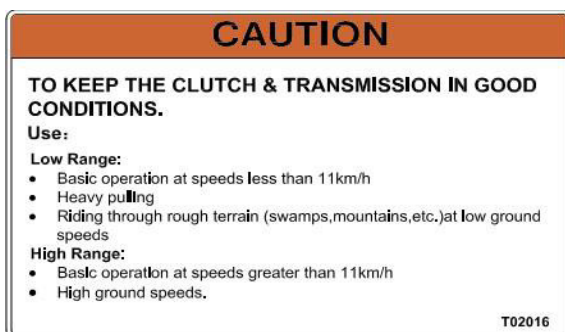 CAUTION
TO KEEP THE CLUTCH & TRANSMISSION IN GOOD
CONDITIONS.
Use:
Low Range:
• Basic operation at speeds less than 11km/h
• Heavy pulling
• Riding through rough terrain (swamps,mountains,etc.)at low ground
speeds
High Range:
• Basic operation at speeds greater than 11km/h
• High ground speeds.
T02016